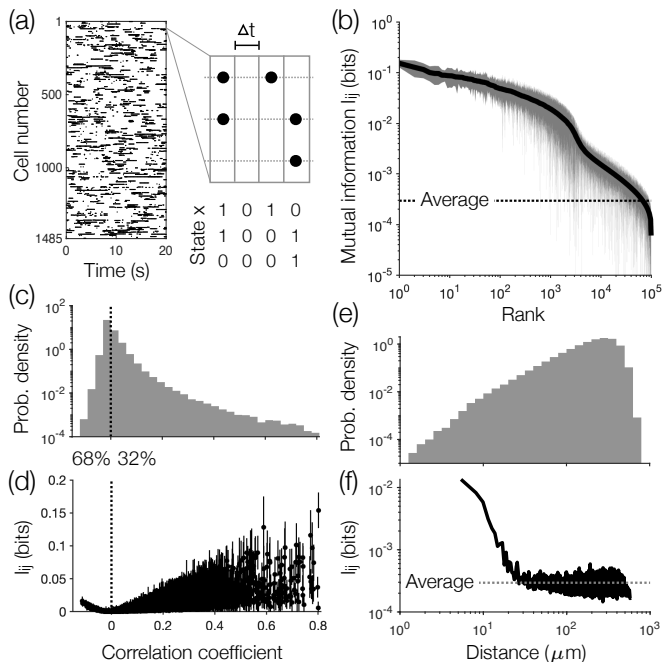 (a)
Δt
1
500
1000
1485
Cell number
0 10 20
Time (s)
State x
1 0 1 0
1 0 0 1
0 0 0 1
(b)
Mutual information Iij (bits)
10^0
10^-1
10^-2
10^-3
10^-4
10^-5
Average
10^0 10^1 10^2 10^3 10^4 10^5
Rank
(c)
Prob. density
10^2
10^0
10^-2
10^-4
68% 32%
(d)
Iij (bits)
0.2
0.15
0.1
0.05
0
0 0.2 0.4 0.6 0.8
Correlation coefficient
(e)
Prob. density
10^0
10^-2
10^-4
(f)
Iij (bits)
10^-2
10^-3
10^-4
Average
10^0 10^1 10^2 10^3
Distance (μm)